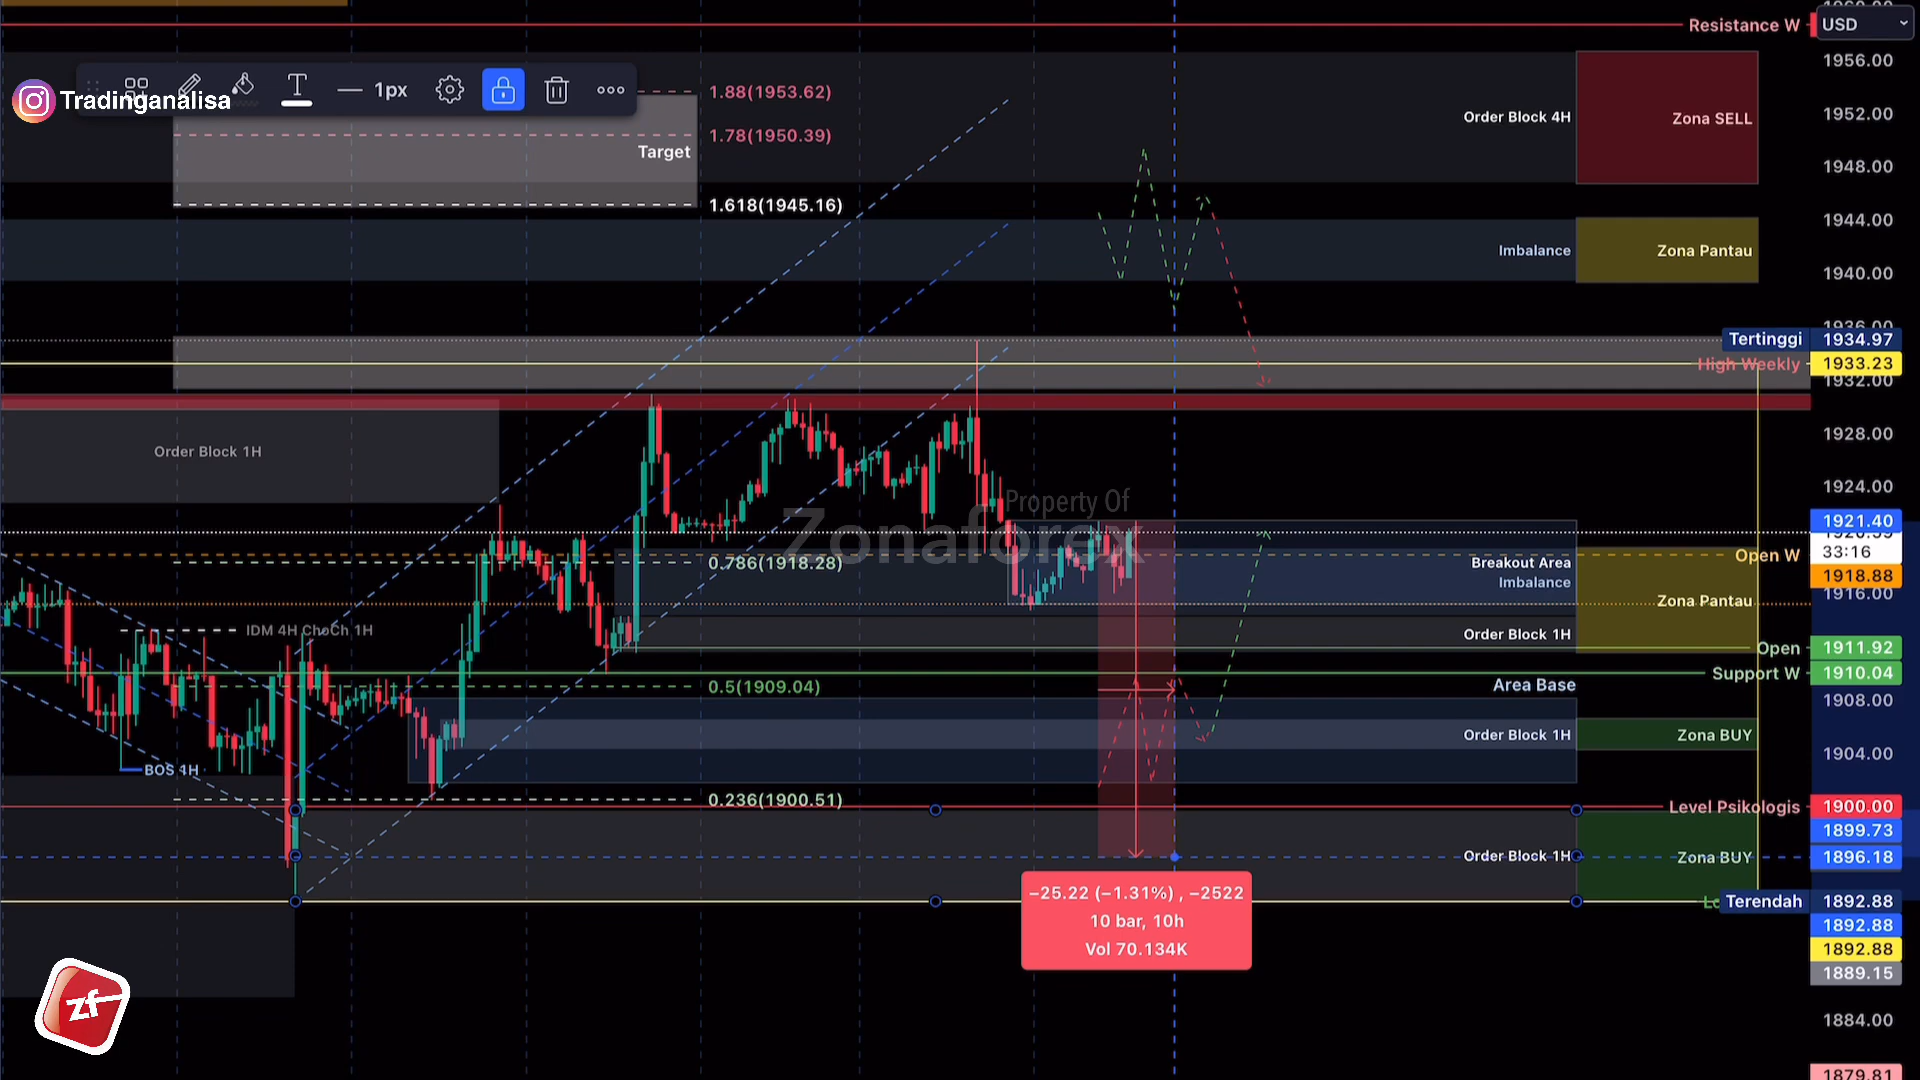 Resistance W
USD
1956.00
Tradinganalisa
T
1px
1.88(1953.62)
Order Block 4H
Zona SELL
1952.00
1.78(1950.39)
Target
1948.00
1.618(1945.16)
1944.00
Imbalance
Zona Pantau
1940.00
1936.00
Tertinggi
1934.97
High Weekly
1933.23
1932.00
1928.00
Order Block 1H
1924.00
Property Of
Zonaforex
1921.40
33:16
Open W
0.786(1918.28)
Breakout Area
Imbalance
1918.88
1916.00
Zona Pantau
IDM 4H ChoCh 1H
Order Block 1H
Open
1911.92
Support W
1910.04
0.5(1909.04)
Area Base
1908.00
Order Block 1H
Zona BUY
1904.00
BOS 4H
0.236(1900.51)
Level Psikologis
1900.00
1899.73
Order Block 1H
Zona BUY
1896.18
−25.22 (−1.31%) , −2522
10 bar, 10h
Vol 70.134K
Terendah
1892.88
1892.88
1892.88
1889.15
zf
1884.00
1879.81